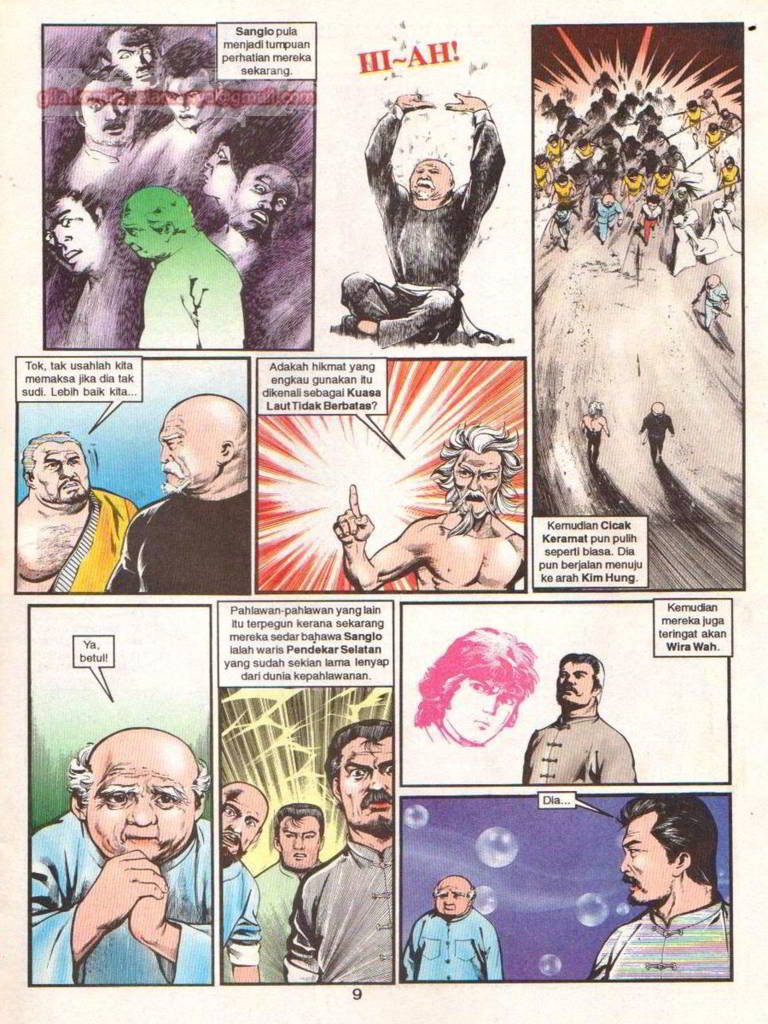 Sanglo pula
menjadi tumpuan
perhatian mereka
sekarang.
HI~AH!
Kemudian Cicak
Keramat pun pulih
seperti biasa. Dia
pun berjalan menuju
ke arah Kim Hung.
Tok, tak usahlah kita
memaksa jika dia tak
sudi. Lebih baik kita...
Adakah hikmat yang
engkau gunakan itu
dikenali sebagai Kuasa
Laut Tidak Berbatas?
Ya,
betul!
Pahlawan-pahlawan yang lain
itu terpegun kerana sekarang
mereka sedar bahawa Sanglo
ialah waris Pendekar Selatan
yang sudah sekian lama lenyap
dari dunia kepahlawanan.
Kemudian
mereka juga
teringat akan
Wira Wah.
Dia...
9